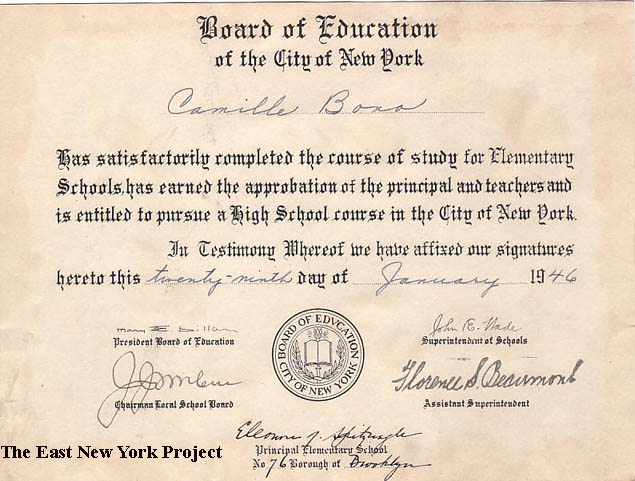 Board of Education
of the City of New York
Camille Bono
Has satisfactorily completed the course of study for Elementary
Schools, has earned the approbation of the principal and teachers and
is entitled to pursue a High School course in the City of New York.
In Testimony Whereof we have affixed our signatures
hereto this twenty-ninth day of January 1946
Mary E. Dillon
John E. Wade
President Board of Education
Superintendent of Schools
BOARD OF EDVCATION
CITY OF NEW YORK
Florence S. Beaumont
Chairman Local School Board
Assistant Superintendent
Eleonore J.
Principal Elementary School
No 76 Borough of Brooklyn
The East New York Project